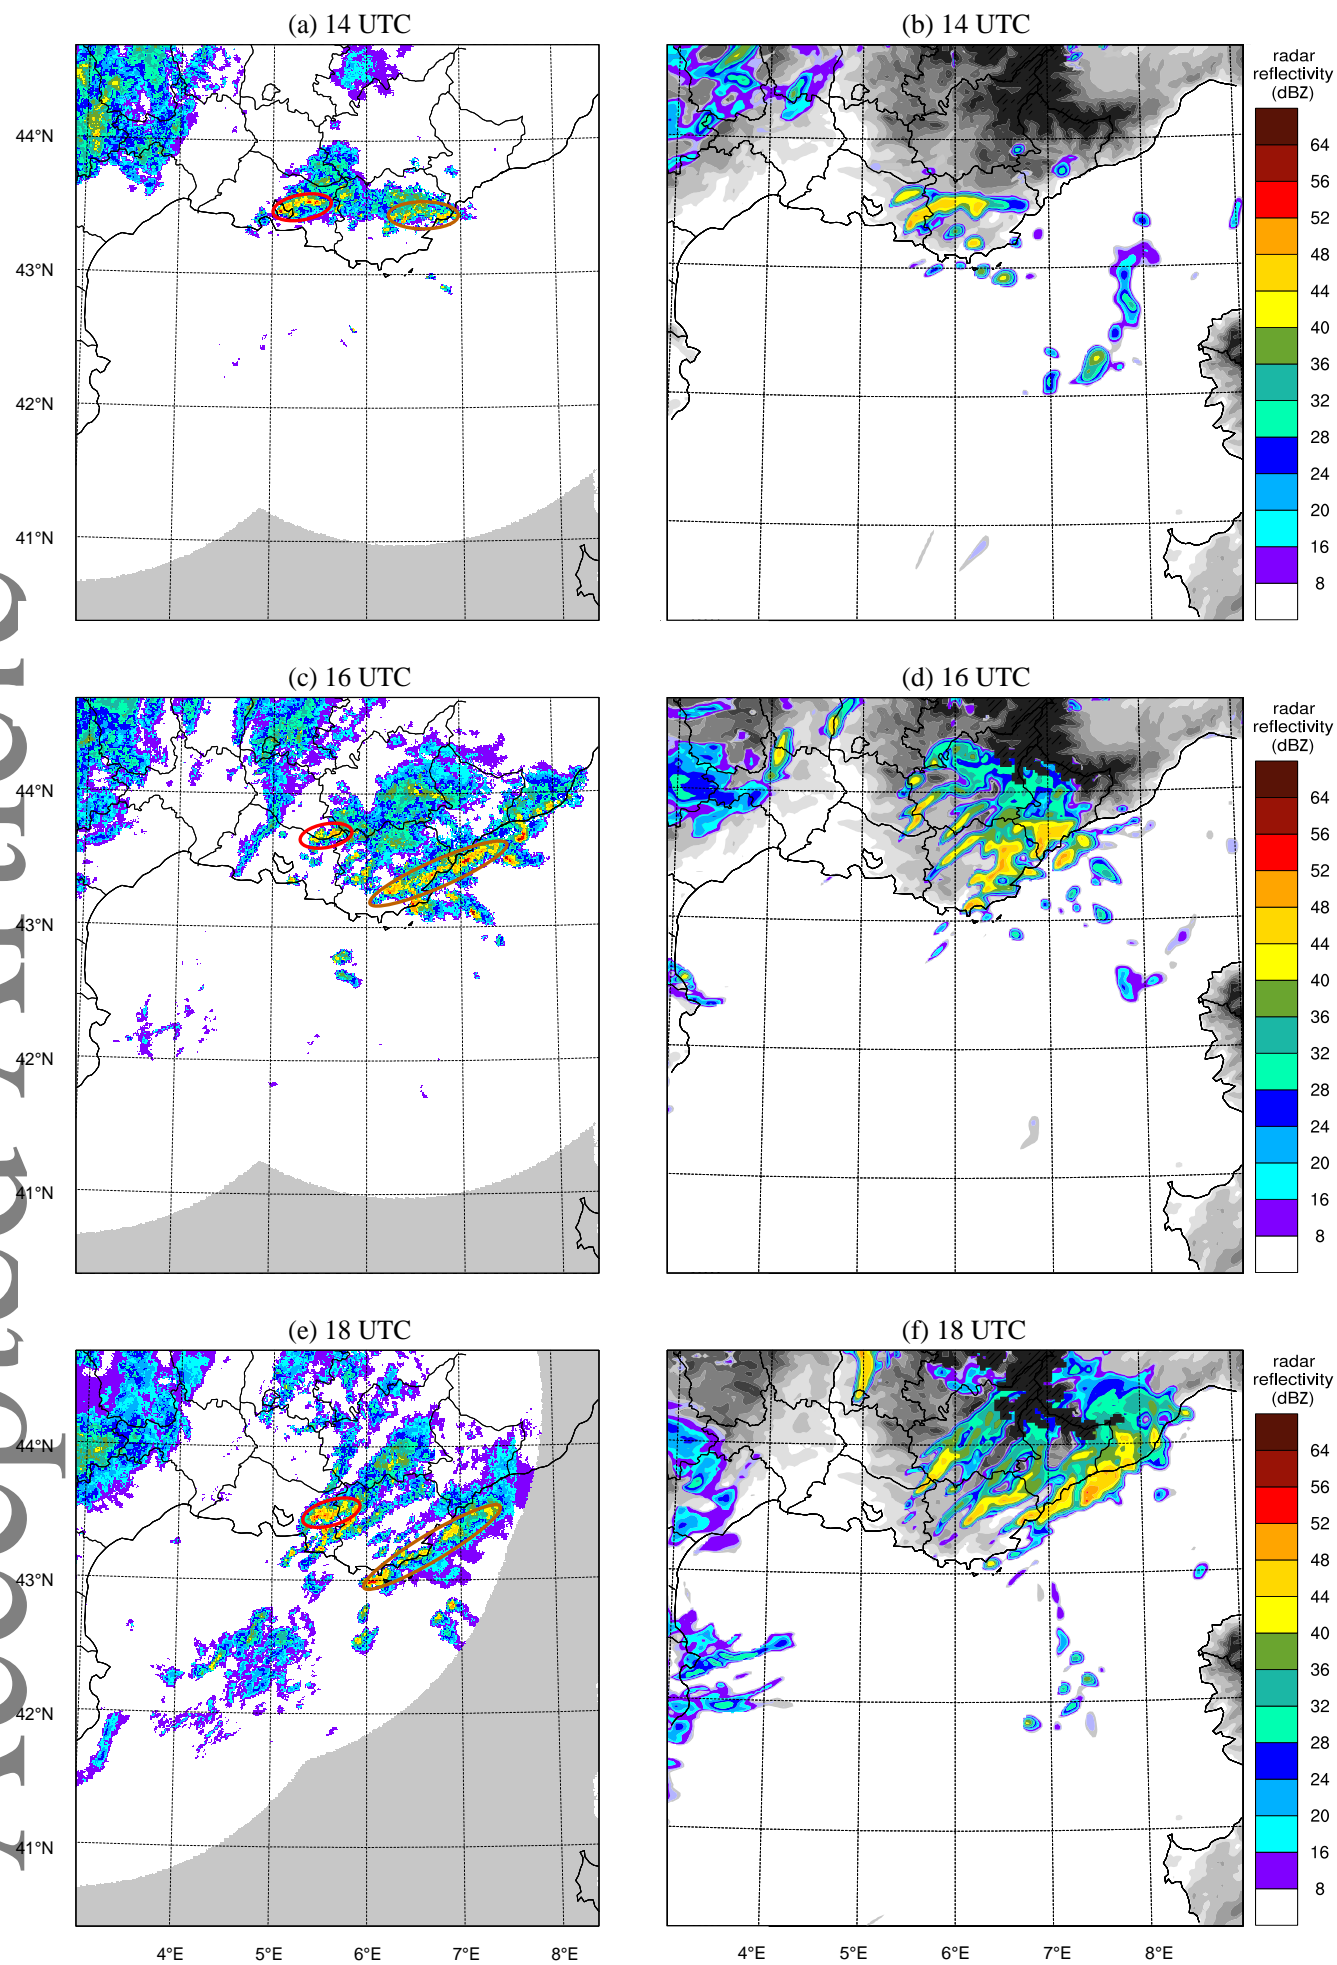 (a) 14 UTC
(b) 14 UTC
radar
reflectivity
(dBZ)
44°N
43°N
42°N
41°N
64
56
52
48
44
40
36
32
28
24
20
16
8
(c) 16 UTC
(d) 16 UTC
radar
reflectivity
(dBZ)
44°N
43°N
42°N
41°N
64
56
52
48
44
40
36
32
28
24
20
16
8
(e) 18 UTC
(f) 18 UTC
radar
reflectivity
(dBZ)
44°N
43°N
42°N
41°N
64
56
52
48
44
40
36
32
28
24
20
16
8
4°E 5°E 6°E 7°E 8°E
4°E 5°E 6°E 7°E 8°E
Accepted Article